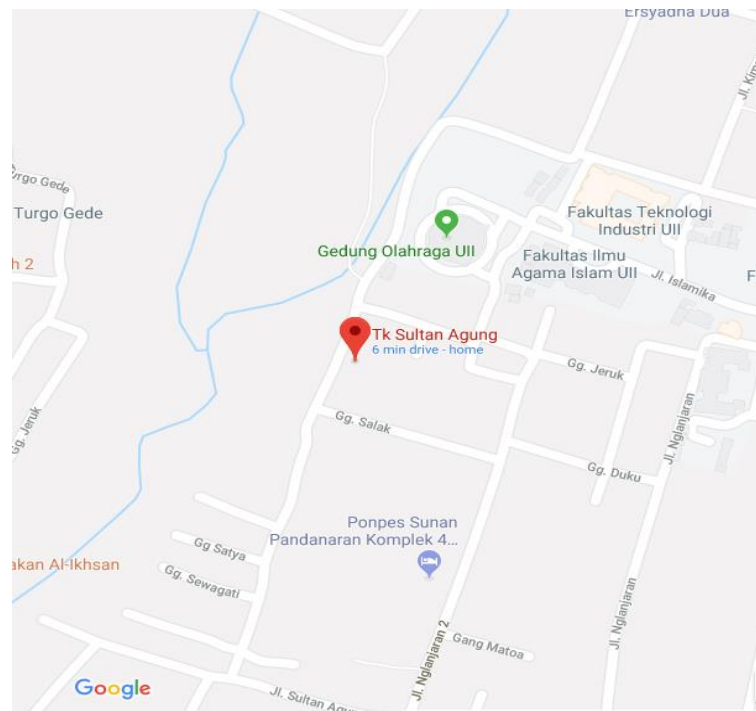 Ersyadna Dua
Jl. Kim
rgo Gede
Turgo Gede
Fakultas Teknologi
Industri UII
Gedung Olahraga UII
Fakultas Ilmu
Agama Islam UII
h 2
Jl. Islamika
F
Tk Sultan Agung
6 min drive - home
Gg. Jeruk
Gg. Jeruk
Gg. Salak
Jl. Nglanjaran
Gg. Duku
Ponpes Sunan
Pandanaran Komplek 4...
Gg Satya
akan Al-Ikhsan
Gg. Sewagati
Jl. Nglanjaran
Jl. Nglanjaran 2
Gang Matoa
Google
Jl. Sultan Agu